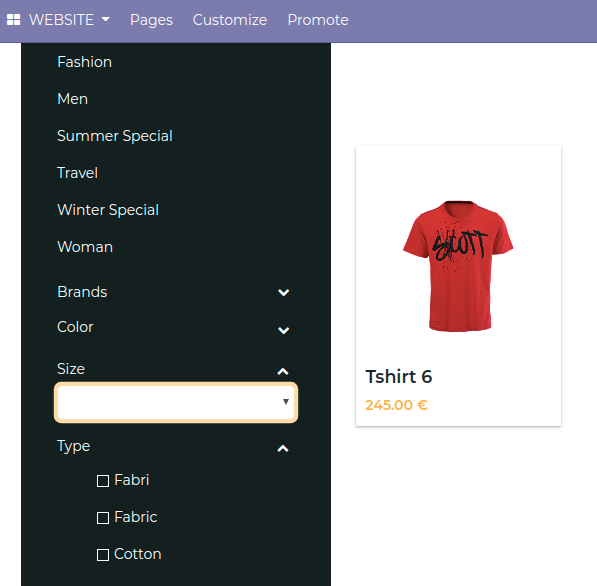 WEBSITE Pages Customize Promote
Fashion
Men
Summer Special
Travel
Winter Special
Woman
Brands
Color
Size
Type
Fabri
Fabric
Cotton
SCOTT
Tshirt 6
245.00 €